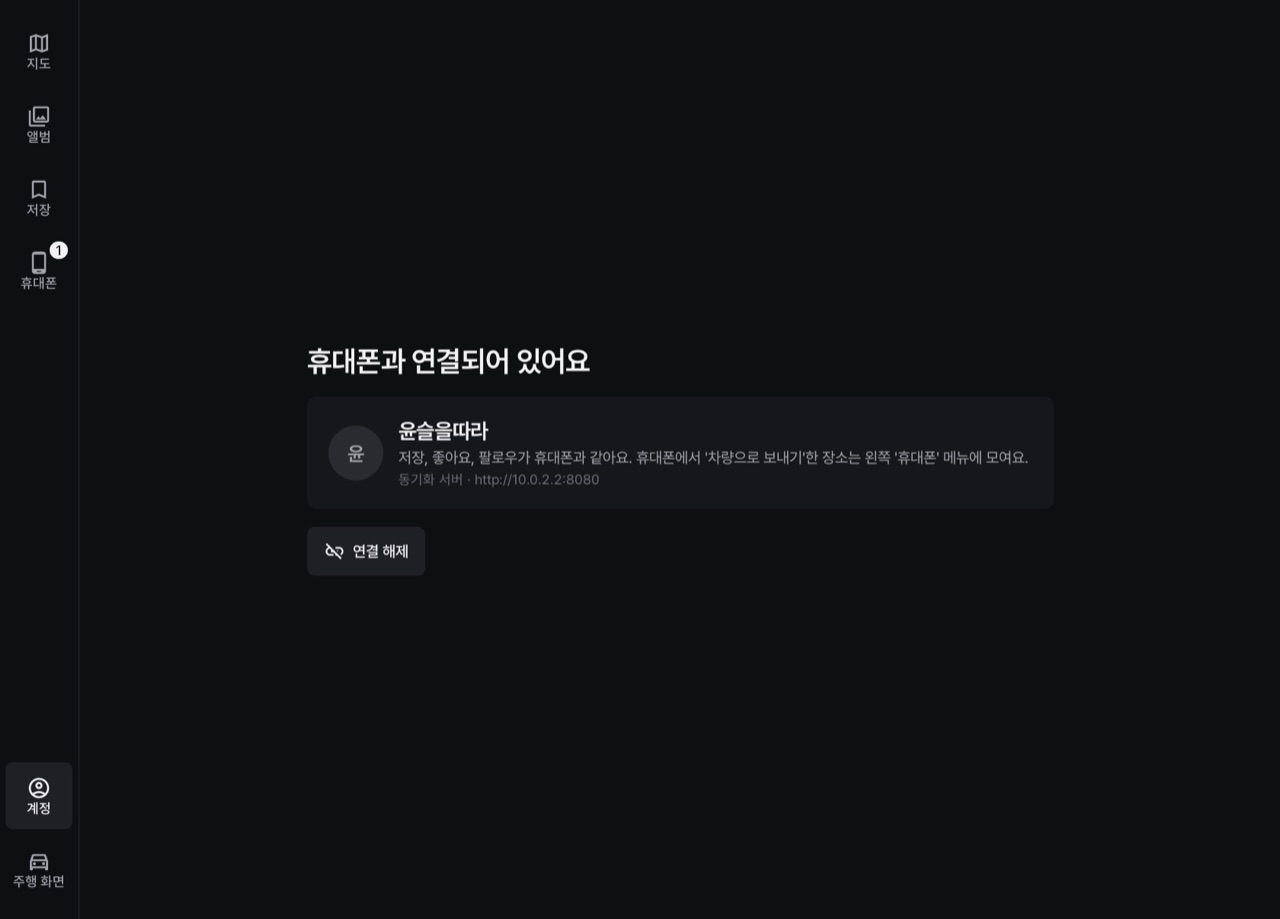 지도
앨범
저장
1
휴대폰
휴대폰과 연결되어 있어요
윤
윤슬을따라
저장, 좋아요, 팔로우가 휴대폰과 같아요. 휴대폰에서 '차량으로 보내기'한 장소는 왼쪽 '휴대폰' 메뉴에 모여요.
동기화 서버 · http://10.0.2.2:8080
연결 해제
계정
주행 화면